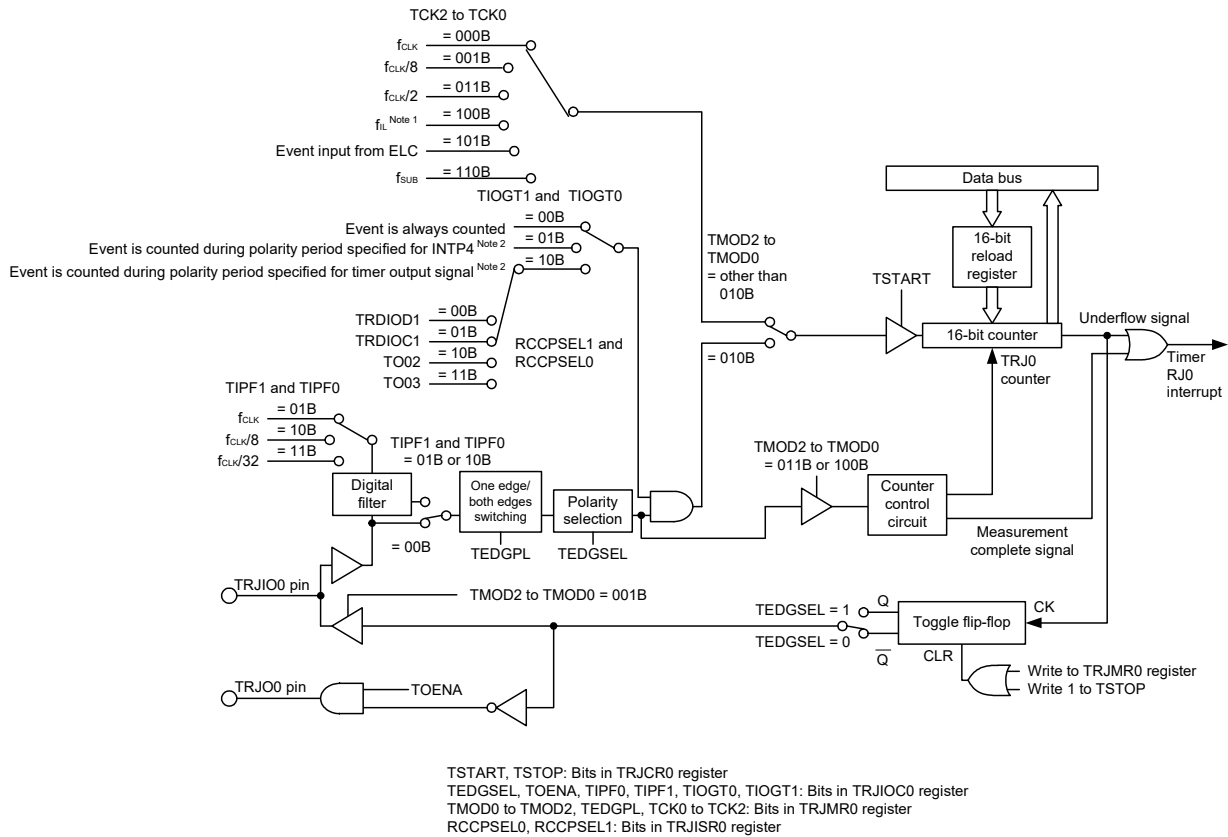 TCK2 to TCK0
fCLK = 000B
fCLK/8 = 001B
fCLK/2 = 011B
fIL Note 1 = 100B
Event input from ELC = 101B
fSUB = 110B
TIOGT1 and TIOGT0
Event is always counted = 00B
Event is counted during polarity period specified for INTP4 Note 2 = 01B
Event is counted during polarity period specified for timer output signal Note 2 = 10B
TRDIOD1 = 00B
TRDIOC1 = 01B
TO02 = 10B
TO03 = 11B
RCCPSEL1 and
RCCPSEL0
TMOD2 to
TMOD0
= other than
010B
= 010B
Data bus
16-bit
reload
register
TSTART
16-bit counter
TRJ0
counter
Underflow signal
Timer
RJ0
interrupt
TIPF1 and TIPF0
fCLK = 01B
fCLK/8 = 10B
fCLK/32 = 11B
Digital
filter
TIPF1 and TIPF0
= 01B or 10B
= 00B
One edge/
both edges
switching
TEDGPL
Polarity
selection
TEDGSEL
TMOD2 to TMOD0
= 011B or 100B
Counter
control
circuit
Measurement
complete signal
TRJIO0 pin
TMOD2 to TMOD0 = 001B
TEDGSEL = 1
TEDGSEL = 0
Q
Q
Toggle flip-flop
CK
CLR
Write to TRJMR0 register
Write 1 to TSTOP
TRJO0 pin
TOENA
TSTART, TSTOP: Bits in TRJCR0 register
TEDGSEL, TOENA, TIPF0, TIPF1, TIOGT0, TIOGT1: Bits in TRJIOC0 register
TMOD0 to TMOD2, TEDGPL, TCK0 to TCK2: Bits in TRJMR0 register
RCCPSEL0, RCCPSEL1: Bits in TRJISR0 register